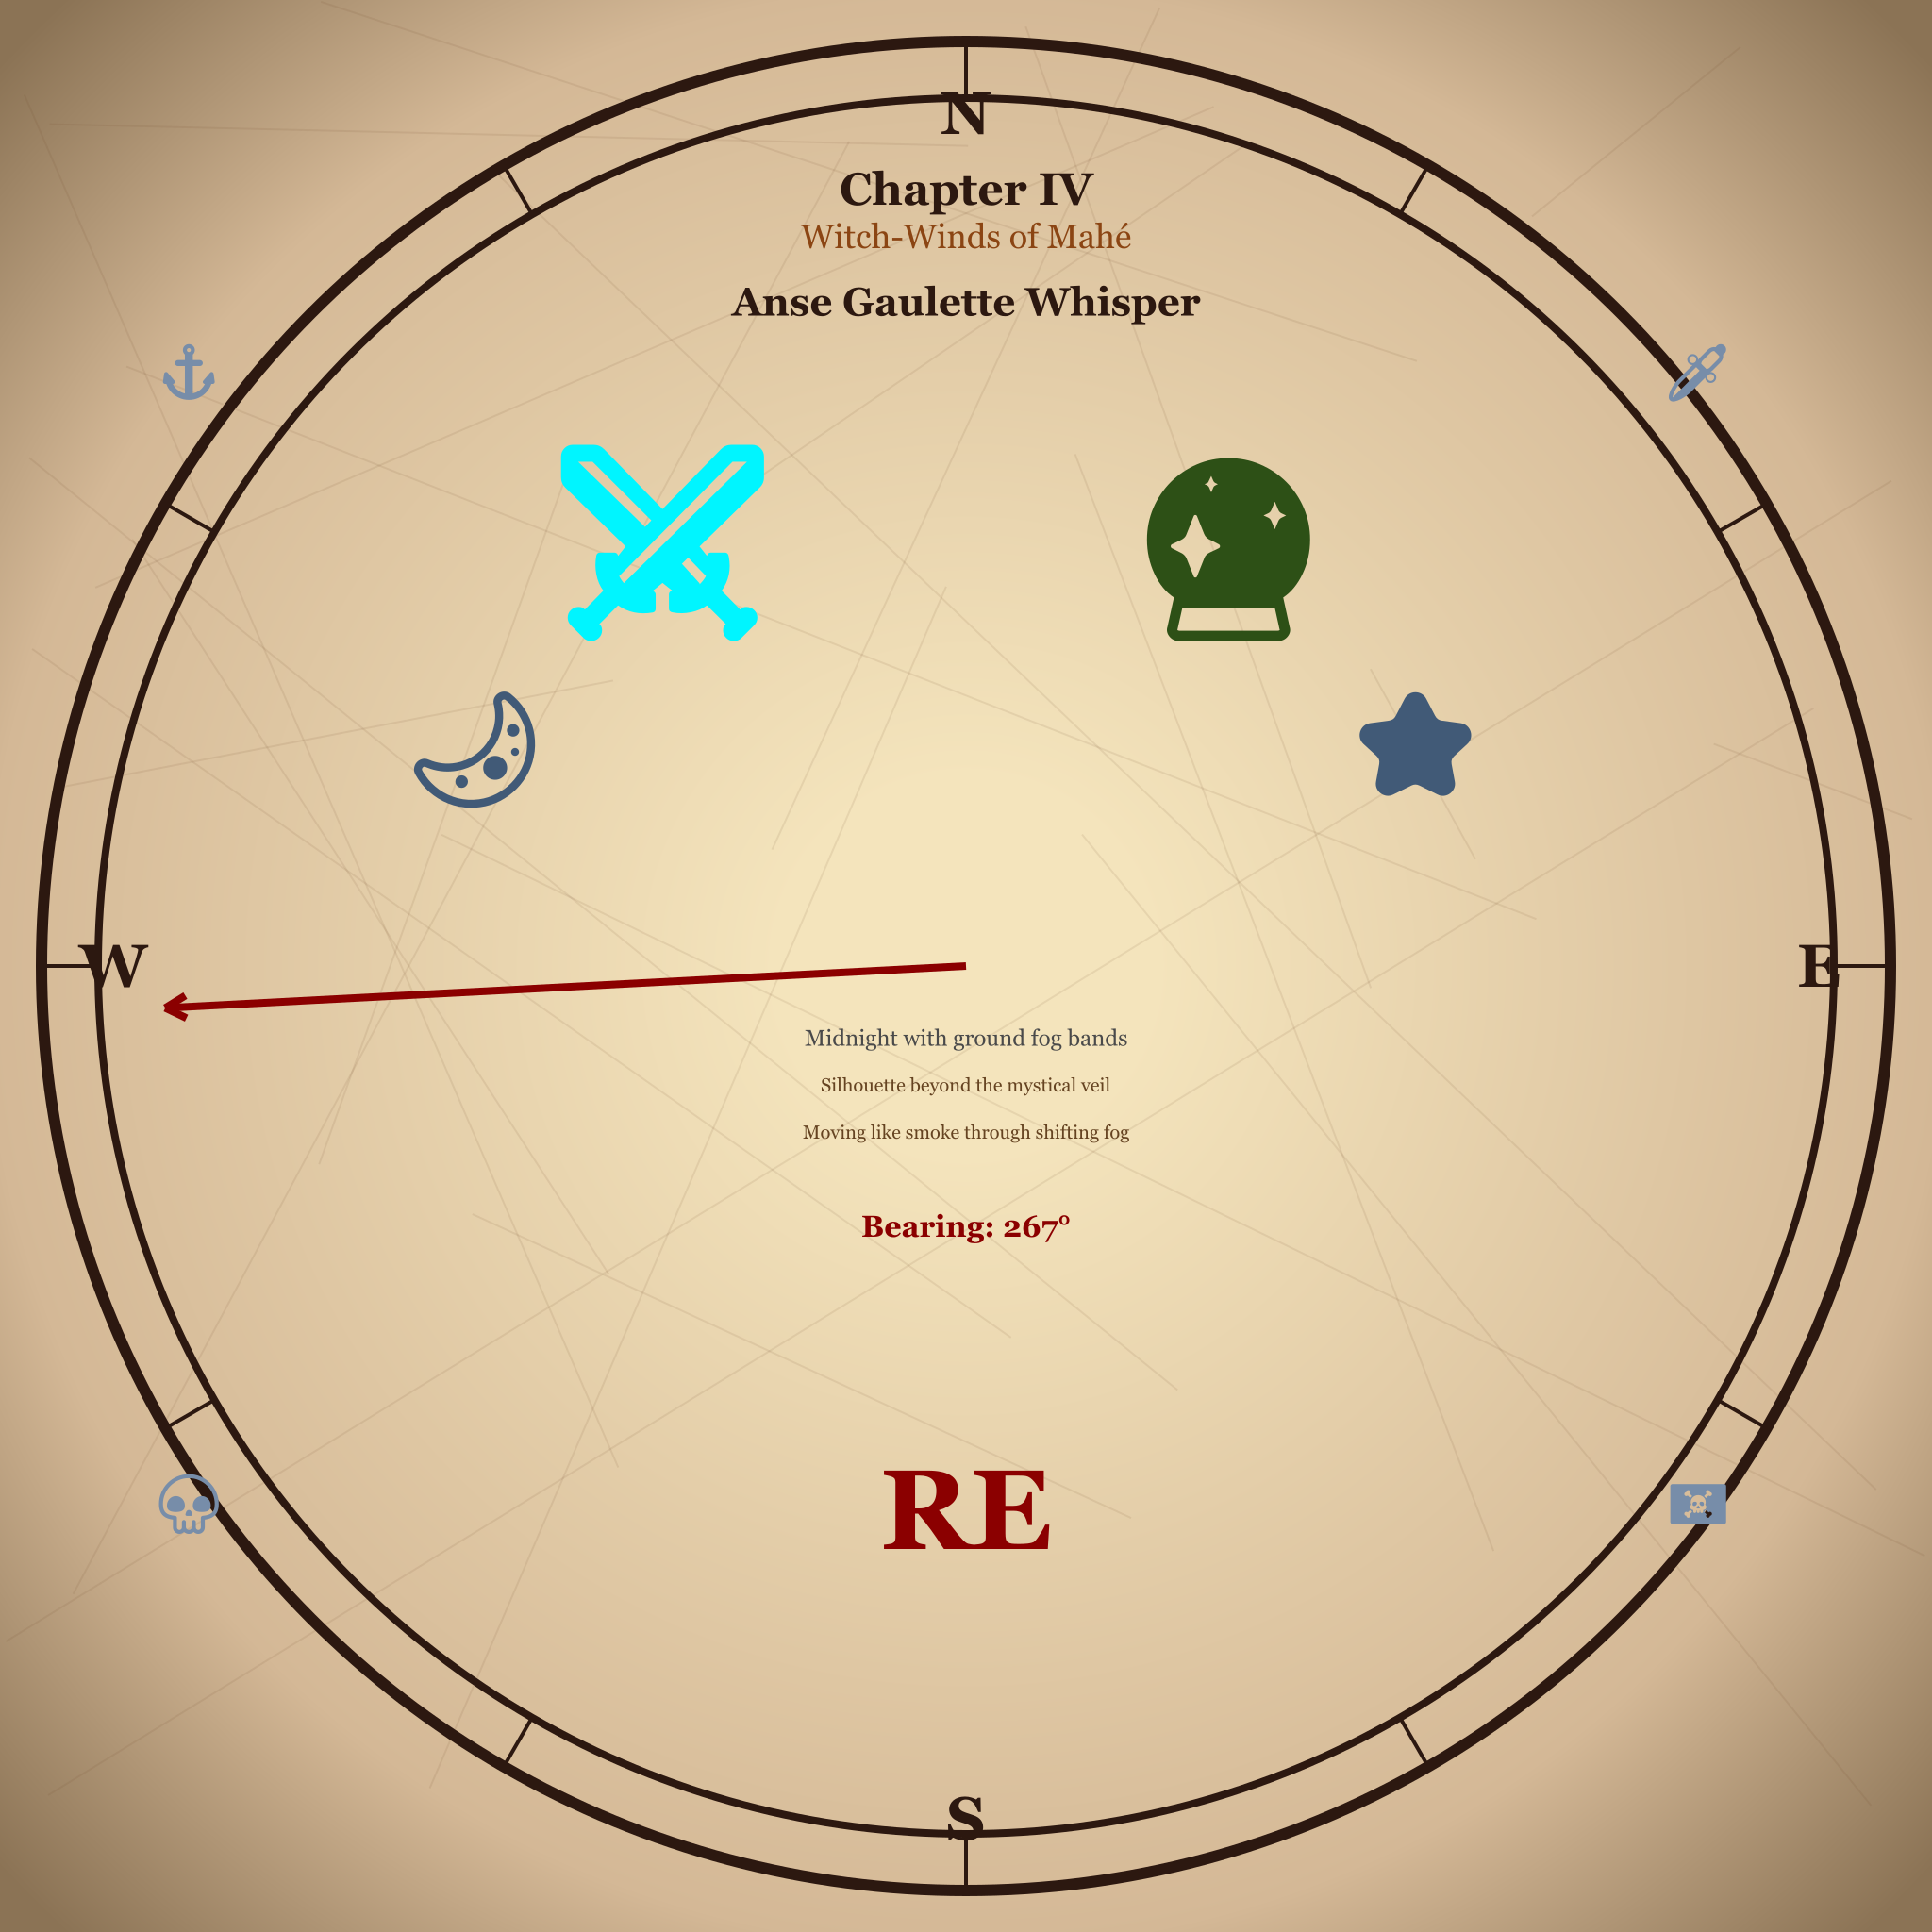 N
Chapter IV
Witch-Winds of Mahé
Anse Gaulette Whisper
W
E
Midnight with ground fog bands
Silhouette beyond the mystical veil
Moving like smoke through shifting fog
Bearing: 267°
RE
S